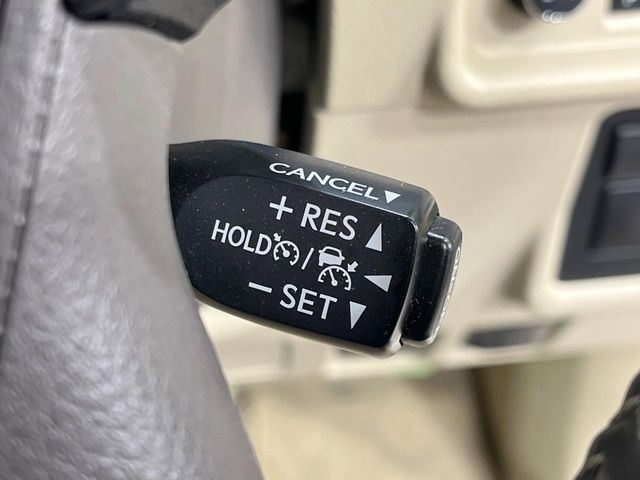 CANCEL▼
+ RES ▲
HOLD / ◀
− SET ▼